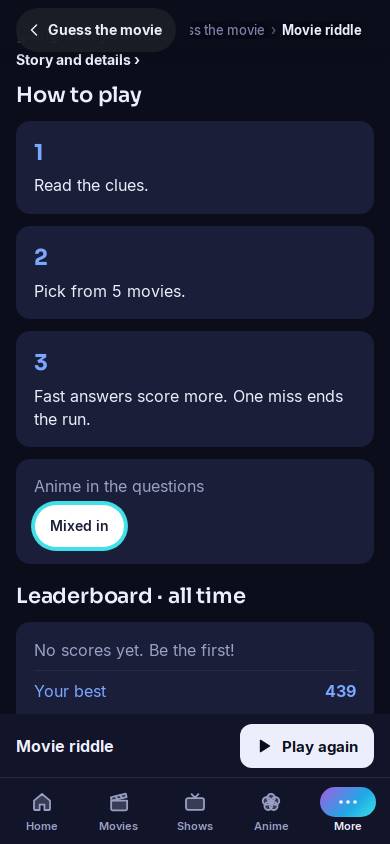 Guess the movie
ss the movie › Movie riddle
Story and details ›
How to play
1
Read the clues.
2
Pick from 5 movies.
3
Fast answers score more. One miss ends
the run.
Anime in the questions
Mixed in
Leaderboard · all time
No scores yet. Be the first!
Your best 439
Movie riddle
Play again
Home Movies Shows Anime More